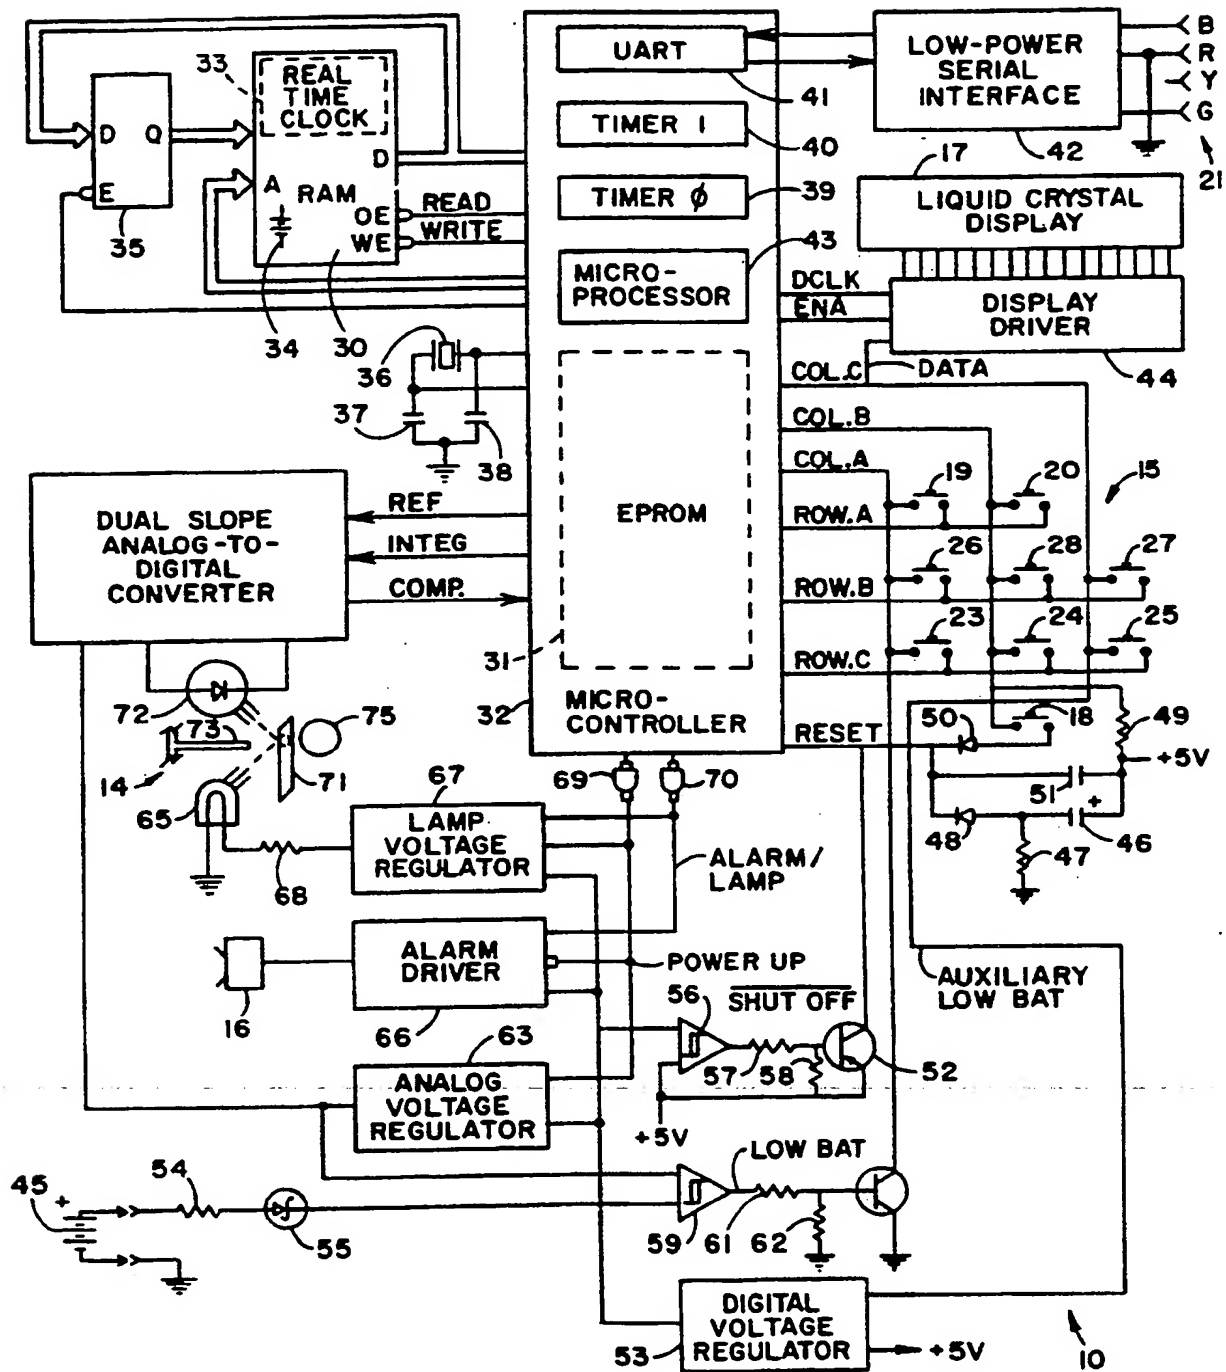 UART
41
LOW-POWER
SERIAL
INTERFACE
42
B
R
Y
G
21
33
REAL
TIME
CLOCK
D
Q
E
35
A
RAM
D
OE
WE
READ
WRITE
34
30
TIMER 1
40
TIMER ϕ
39
17
LIQUID CRYSTAL
DISPLAY
MICRO-
PROCESSOR
43
DCLK
ENA
DISPLAY
DRIVER
44
36
37
38
COL.C
DATA
COL.B
COL.A
19
20
15
ROW.A
26
28
27
ROW.B
23
24
25
ROW.C
EPROM
31
32
MICRO-
CONTROLLER
DUAL SLOPE
ANALOG-TO-
DIGITAL
CONVERTER
REF
INTEG
COMP.
RESET
50
18
49
+5V
51
+
48
46
47
72
73
75
14
71
65
68
69
70
67
LAMP
VOLTAGE
REGULATOR
ALARM/
LAMP
16
ALARM
DRIVER
66
POWER UP
AUXILIARY
LOW BAT
SHUT OFF
56
57
58
52
+5V
63
ANALOG
VOLTAGE
REGULATOR
LOW BAT
59
61
62
45
+
54
55
DIGITAL
VOLTAGE
REGULATOR
53
+5V
10